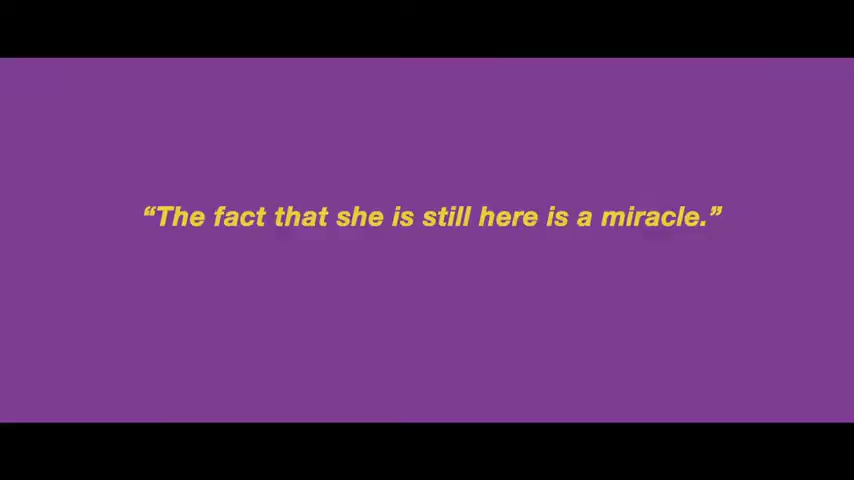 “The fact that she is still here is a miracle.”